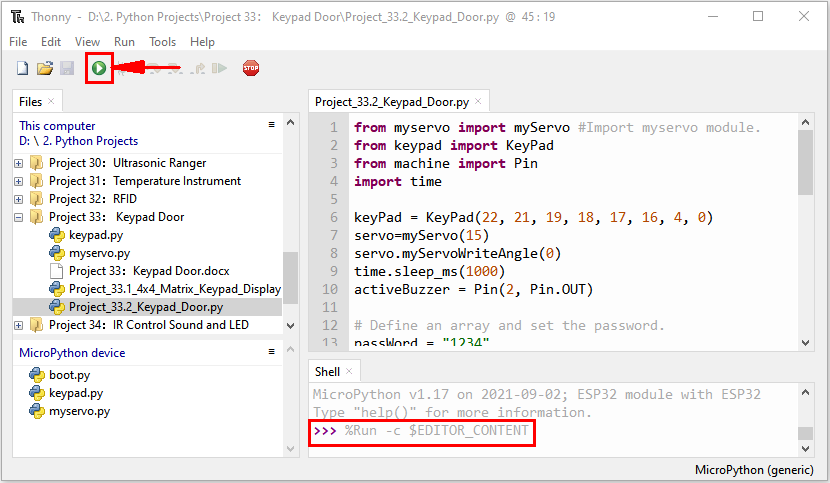 Thonny - D:\2. Python Projects\Project 33： Keypad Door\Project_33.2_Keypad_Door.py @ 45 : 19
File Edit View Run Tools Help
STOP
Files
This computer
D: \ 2. Python Projects
Project 30：Ultrasonic Ranger
Project 31：Temperature Instrument
Project 32：RFID
Project 33： Keypad Door
keypad.py
myservo.py
Project 33：Keypad Door.docx
Project_33.1_4x4_Matrix_Keypad_Display
Project_33.2_Keypad_Door.py
Project 34：IR Control Sound and LED
MicroPython device
boot.py
keypad.py
myservo.py
Project_33.2_Keypad_Door.py
1 from myservo import myServo #Import myservo module.
2 from keypad import KeyPad
3 from machine import Pin
4 import time
5
6 keyPad = KeyPad(22, 21, 19, 18, 17, 16, 4, 0)
7 servo=myServo(15)
8 servo.myServoWriteAngle(0)
9 time.sleep_ms(1000)
10 activeBuzzer = Pin(2, Pin.OUT)
11
12 # Define an array and set the password.
13 passWord = "1234"
Shell
MicroPython v1.17 on 2021-09-02; ESP32 module with ESP32
Type "help()" for more information.
>>> %Run -c $EDITOR_CONTENT
MicroPython (generic)